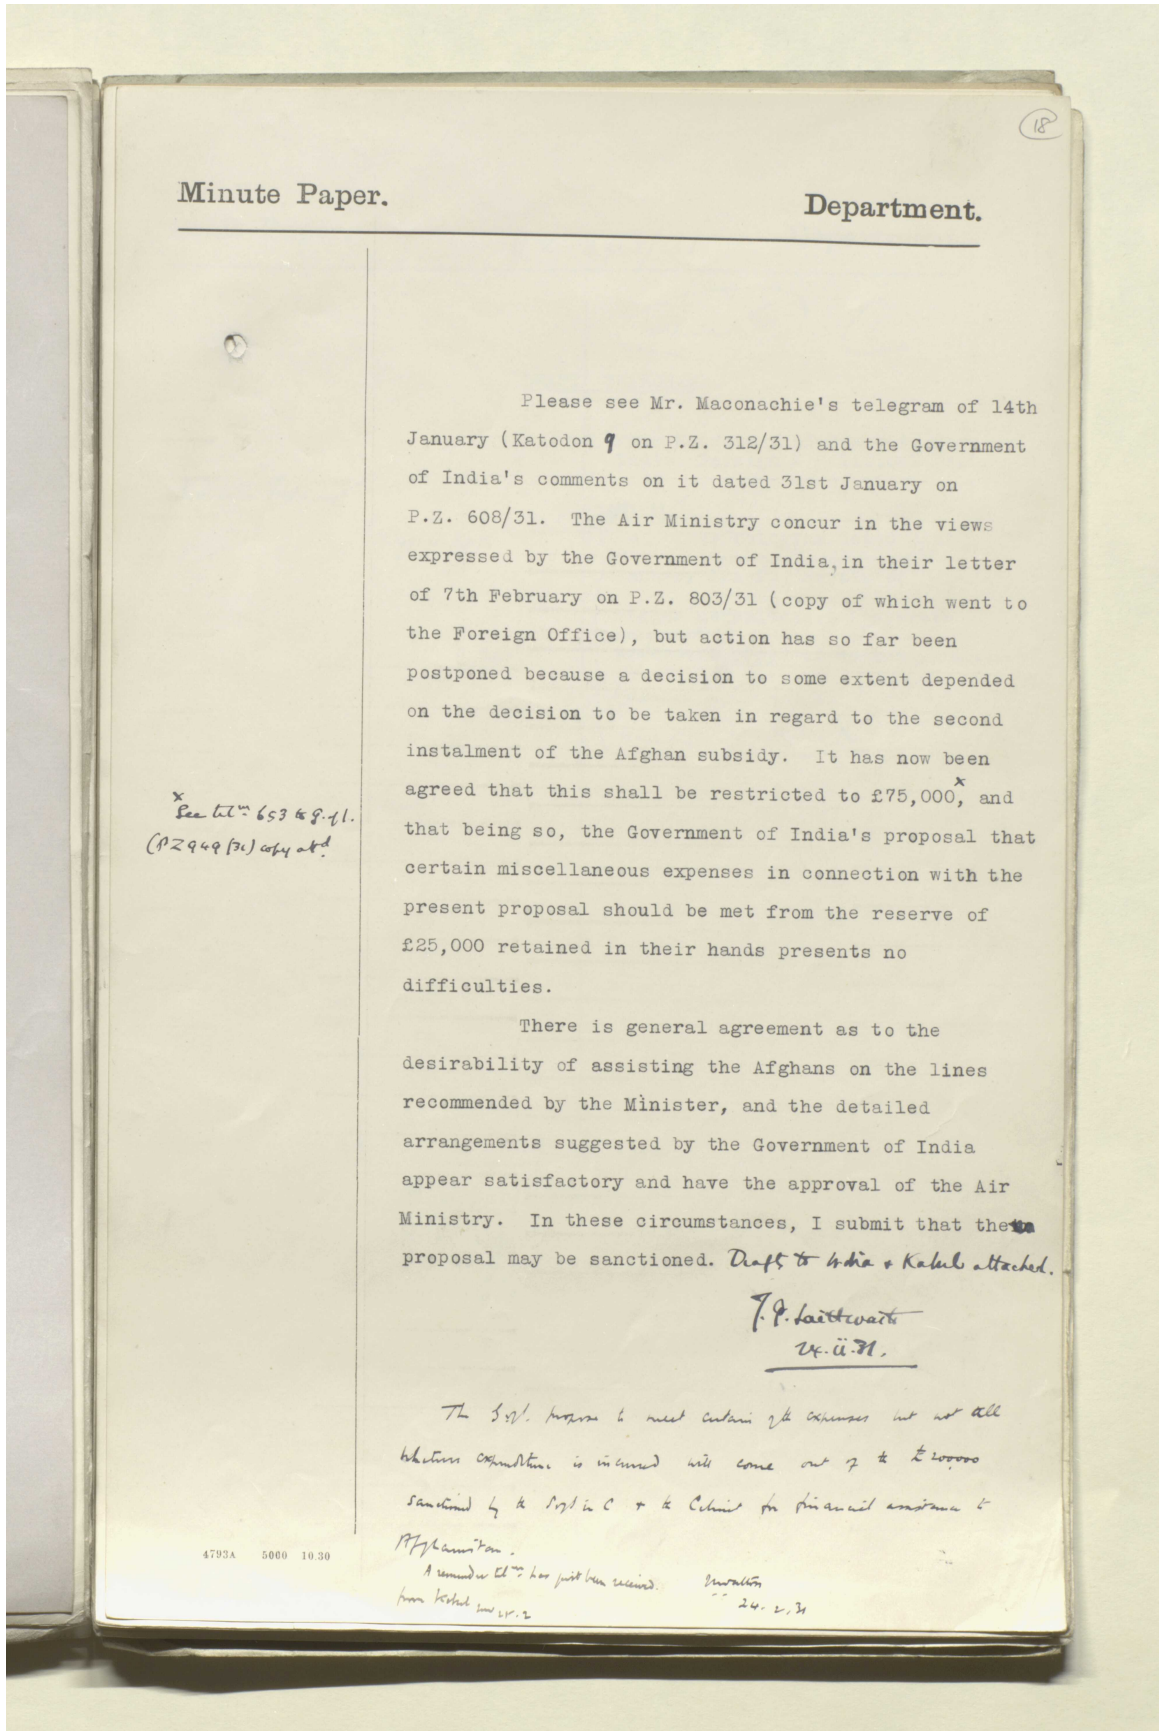 18
Minute Paper.
Department.
Please see Mr. Maconachie's telegram of 14th
January (Katodon 9 on P.Z. 312/31) and the Government
of India's comments on it dated 31st January on
P.Z. 608/31. The Air Ministry concur in the views
expressed by the Government of India, in their letter
of 7th February on P.Z. 803/31 (copy of which went to
the Foreign Office), but action has so far been
postponed because a decision to some extent depended
on the decision to be taken in regard to the second
instalment of the Afghan subsidy. It has now been
agreed that this shall be restricted to £75,000,x and
that being so, the Government of India's proposal that
certain miscellaneous expenses in connection with the
present proposal should be met from the reserve of
£25,000 retained in their hands presents no
difficulties.
x See telm. 653 to G. of I.
(PZ 949/31) copy attd.
There is general agreement as to the
desirability of assisting the Afghans on the lines
recommended by the Minister, and the detailed
arrangements suggested by the Government of India
appear satisfactory and have the approval of the Air
Ministry. In these circumstances, I submit that the
proposal may be sanctioned. Drafts to India & Kabul attached.
J.G. Laithwaite
24.ii.31.
The Govt. propose to meet certain of the expenses but not all
Whatever expenditure is incurred will come out of the £200000
sanctioned by the in C & the Cabinet for financial assistance to
Afghanistan.
A reminder telm. has just been received
from Kabul 25.2
JCWalton
24.2.31
4793A 5000 10.30